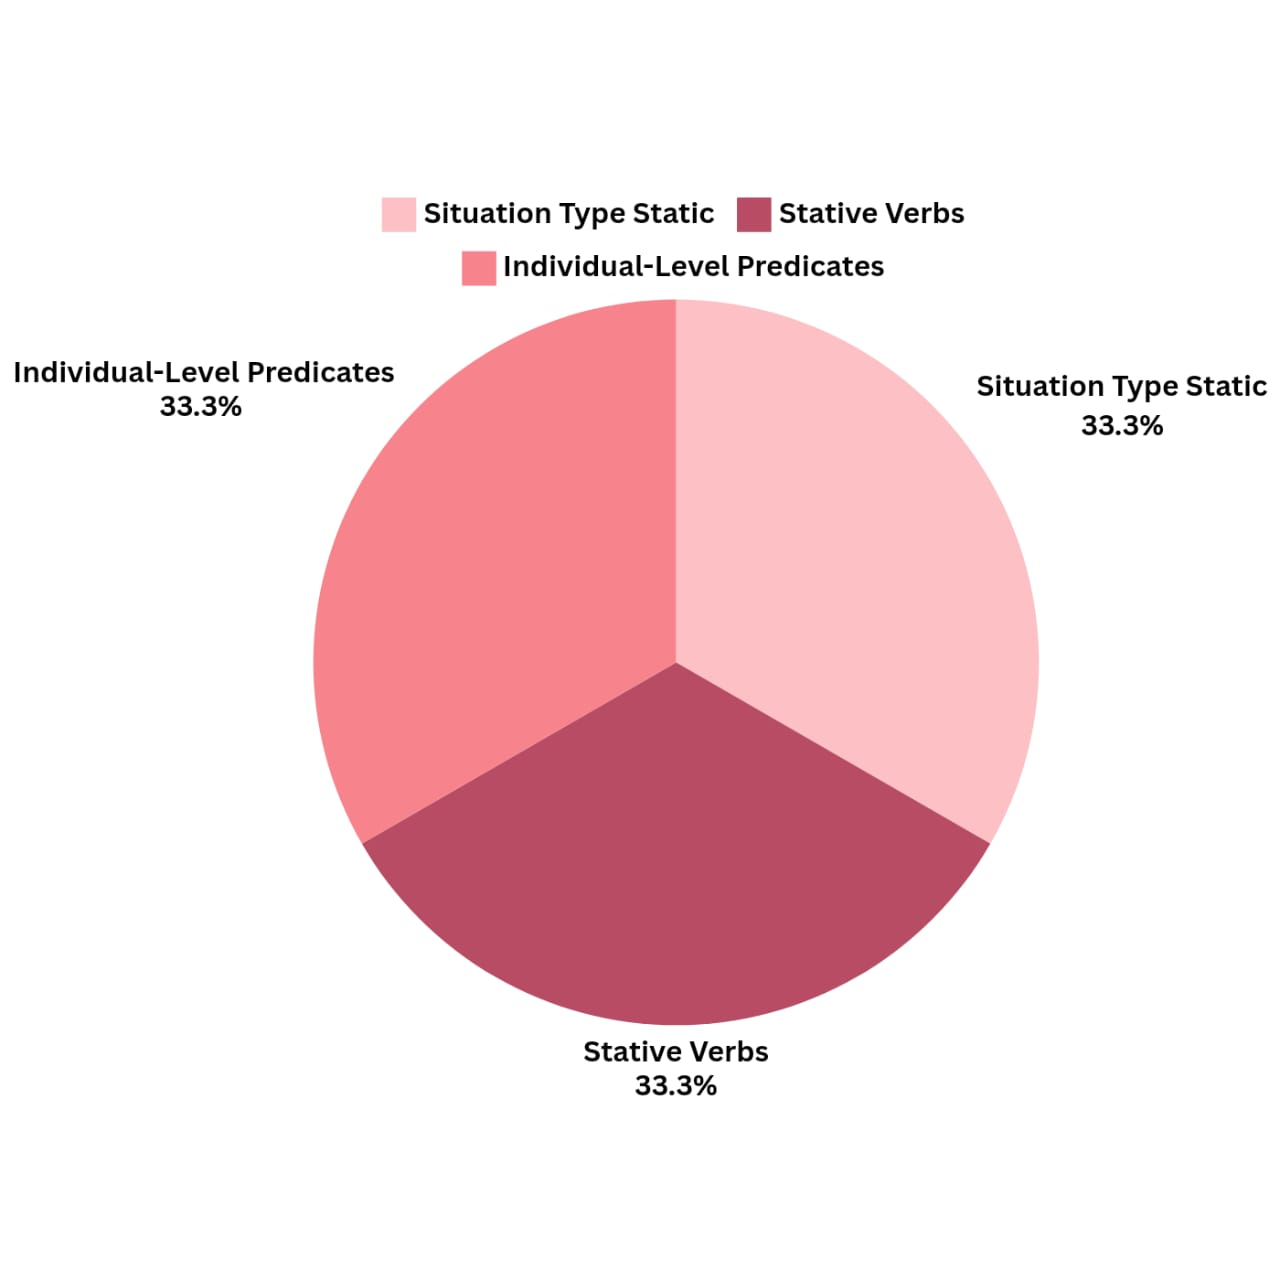 Situation Type Static Stative Verbs
Individual-Level Predicates
Individual-Level Predicates
33.3%
Situation Type Static
33.3%
Stative Verbs
33.3%